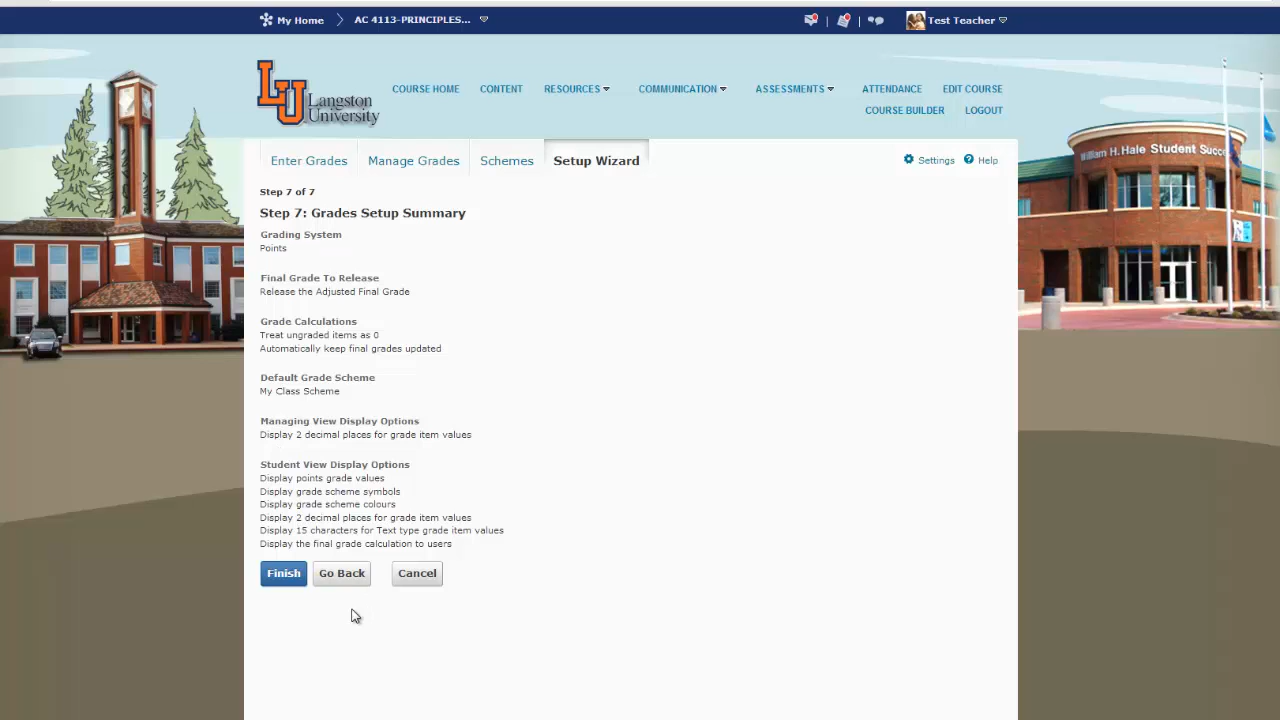 My Home
AC 4113-PRINCIPLES...
Test Teacher
LU Langston University
COURSE HOME
CONTENT
RESOURCES
COMMUNICATION
ASSESSMENTS
ATTENDANCE
EDIT COURSE
COURSE BUILDER
LOGOUT
William H. Hale Student Succ
Enter Grades
Manage Grades
Schemes
Setup Wizard
Settings
Help
Step 7 of 7
Step 7: Grades Setup Summary
Grading System
Points
Final Grade To Release
Release the Adjusted Final Grade
Grade Calculations
Treat ungraded items as 0
Automatically keep final grades updated
Default Grade Scheme
My Class Scheme
Managing View Display Options
Display 2 decimal places for grade item values
Student View Display Options
Display points grade values
Display grade scheme symbols
Display grade scheme colours
Display 2 decimal places for grade item values
Display 15 characters for Text type grade item values
Display the final grade calculation to users
Finish
Go Back
Cancel